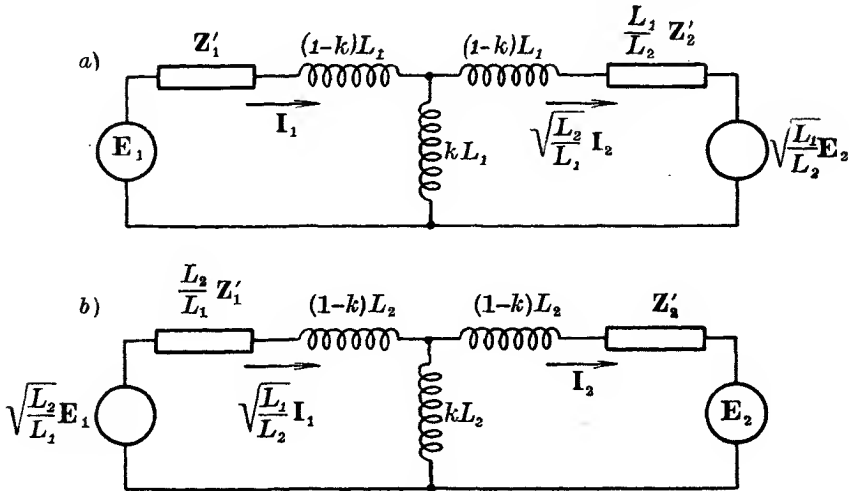 a)
Z′₁
(1-k)L₁
(1-k)L₁
L₁/L₂ Z′₂
I₁
√(L₂/L₁) I₂
E₁
kL₁
√(L₁/L₂) E₂
b)
L₂/L₁ Z′₁
(1-k)L₂
(1-k)L₂
Z′₂
√(L₁/L₂) I₁
I₂
√(L₂/L₁) E₁
kL₂
E₂